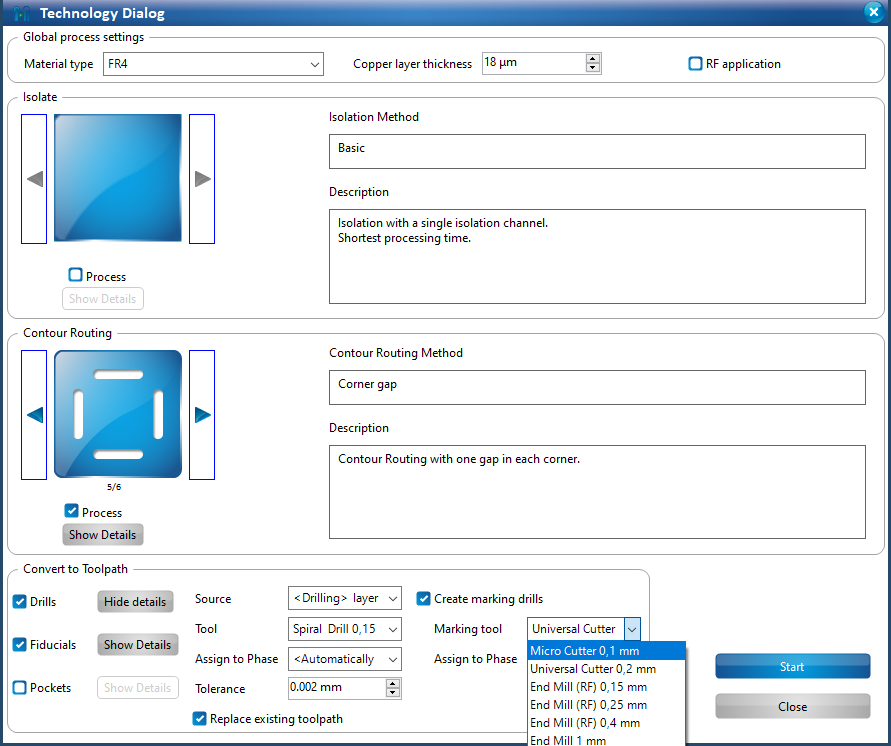 Technology Dialog
Global process settings
Material type FR4 Copper layer thickness 18 µm RF application
Isolate
Isolation Method
Basic
Description
Isolation with a single isolation channel.
Shortest processing time.
Process
Show Details
Contour Routing
Contour Routing Method
Corner gap
Description
Contour Routing with one gap in each corner.
5/6
Process
Show Details
Convert to Toolpath
Drills Hide details Source <Drilling> layer Create marking drills
Tool Spiral Drill 0,15 Marking tool Universal Cutter
Fiducials Show Details Assign to Phase <Automatically Assign to Phase
Pockets Show Details Tolerance 0.002 mm
Replace existing toolpath
Micro Cutter 0,1 mm
Universal Cutter 0,2 mm
End Mill (RF) 0,15 mm
End Mill (RF) 0,25 mm
End Mill (RF) 0,4 mm
End Mill 1 mm
Start
Close